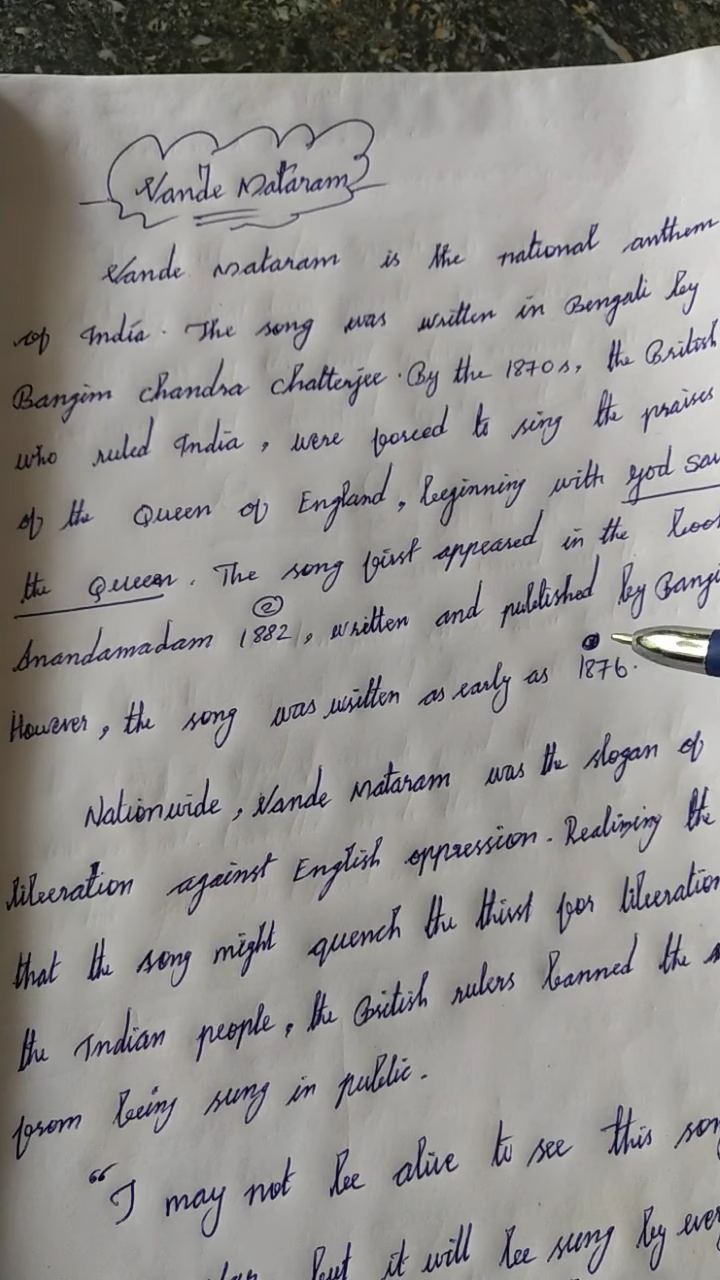 Vande Mataram
Vande Mataram is the national anthem
of India. The song was written in Bengali by
Bangim chandra chatterjee. By the 1870s, the British
who ruled India, were forced to sing the praises
of the Queen of England, beginning with god
the Queen. The song first appeared in the
②
Anandamadam 1882, written and published by
①
However, the song was written as early as 1876.
Nationwide, Vande Mataram was the slogan of
liberation against English oppression. Realizing the
that the song might quench the thirst for liberation
the Indian people, the British rulers banned the
from being sung in public.
"I may not be alive to see this
but it will be sung by